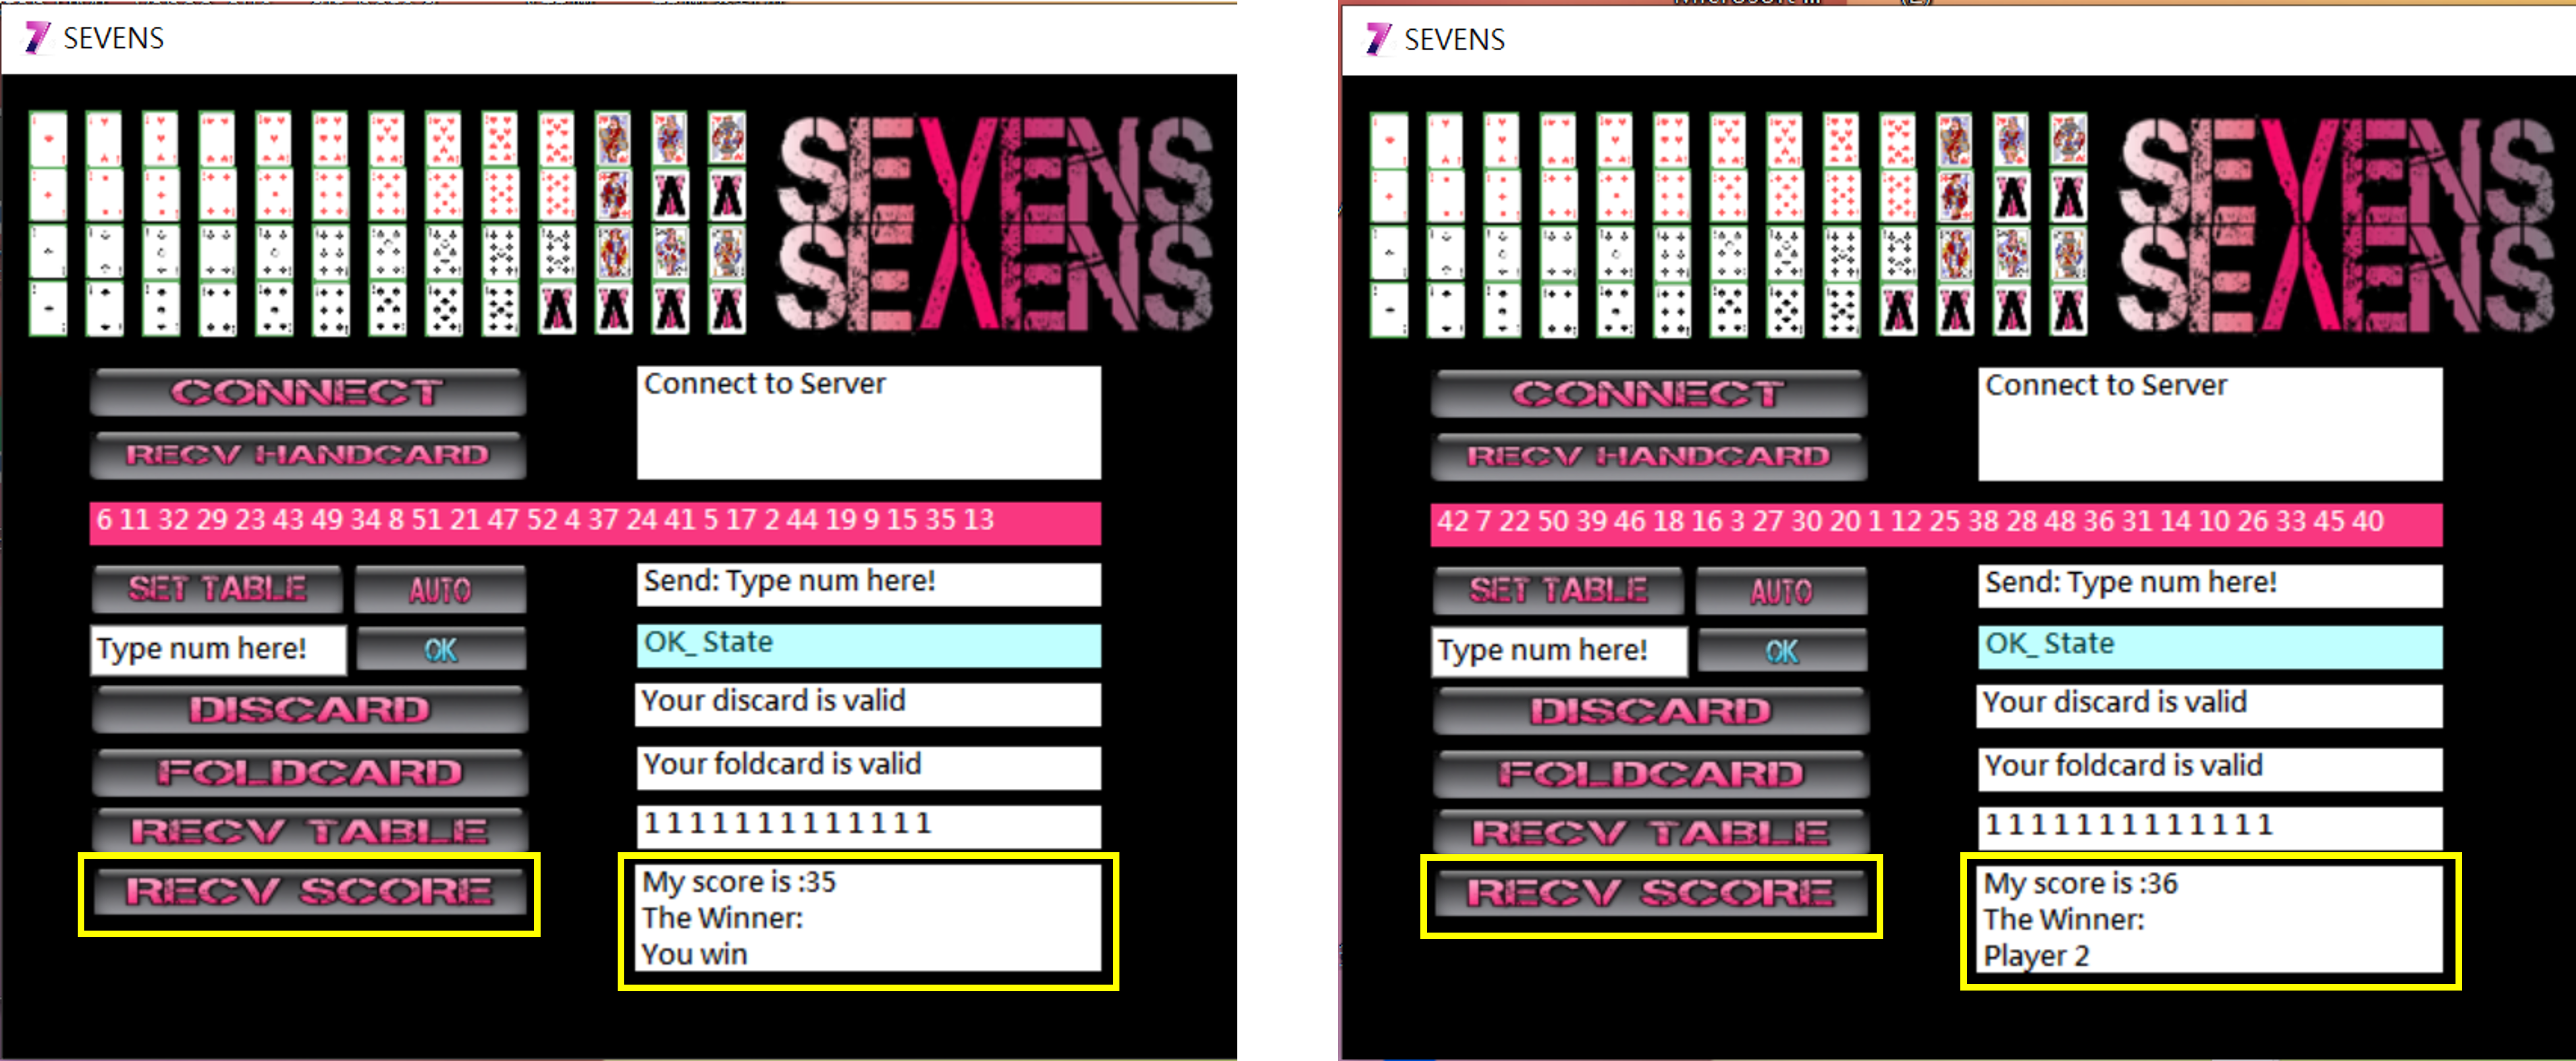 SEVENS
SEVENS
SEVENS
CONNECT
Connect to Server
RECV HANDCARD
6 11 32 29 23 43 49 34 8 51 21 47 52 4 37 24 41 5 17 2 44 19 9 15 35 13
SET TABLE
AUTO
Send: Type num here!
Type num here!
OK
OK_ State
DISCARD
Your discard is valid
FOLDCARD
Your foldcard is valid
RECV TABLE
1 1 1 1 1 1 1 1 1 1 1 1 1
RECV SCORE
My score is :35
The Winner:
You win
SEVENS
SEVENS
SEVENS
CONNECT
Connect to Server
RECV HANDCARD
42 7 22 50 39 46 18 16 3 27 30 20 1 12 25 38 28 48 36 31 14 10 26 33 45 40
SET TABLE
AUTO
Send: Type num here!
Type num here!
OK
OK_ State
DISCARD
Your discard is valid
FOLDCARD
Your foldcard is valid
RECV TABLE
1 1 1 1 1 1 1 1 1 1 1 1 1
RECV SCORE
My score is :36
The Winner:
Player 2